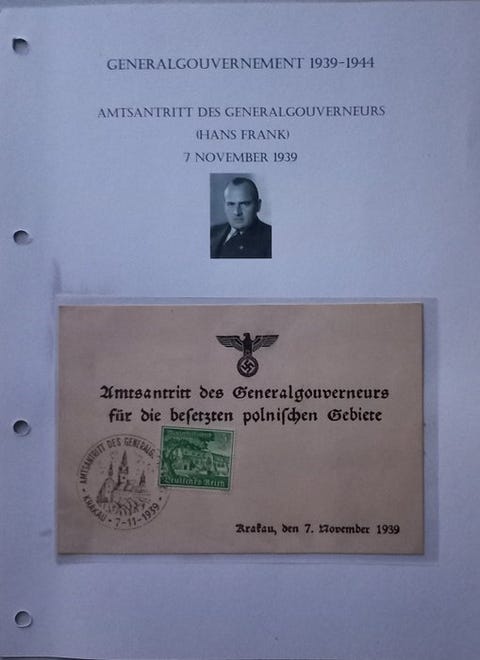 GENERALGOUVERNEMENT 1939-1944
AMTSANTRITT DES GENERALGOUVERNEURS
(HANS FRANK)
7 NOVEMBER 1939
Amtsantritt des Generalgouverneurs
für die besetzten polnischen Gebiete
AMTSANTRITT DES GENERALG
KRAKAU - 7-11-1939
Deutsches Reich
Krakau, den 7. November 1939